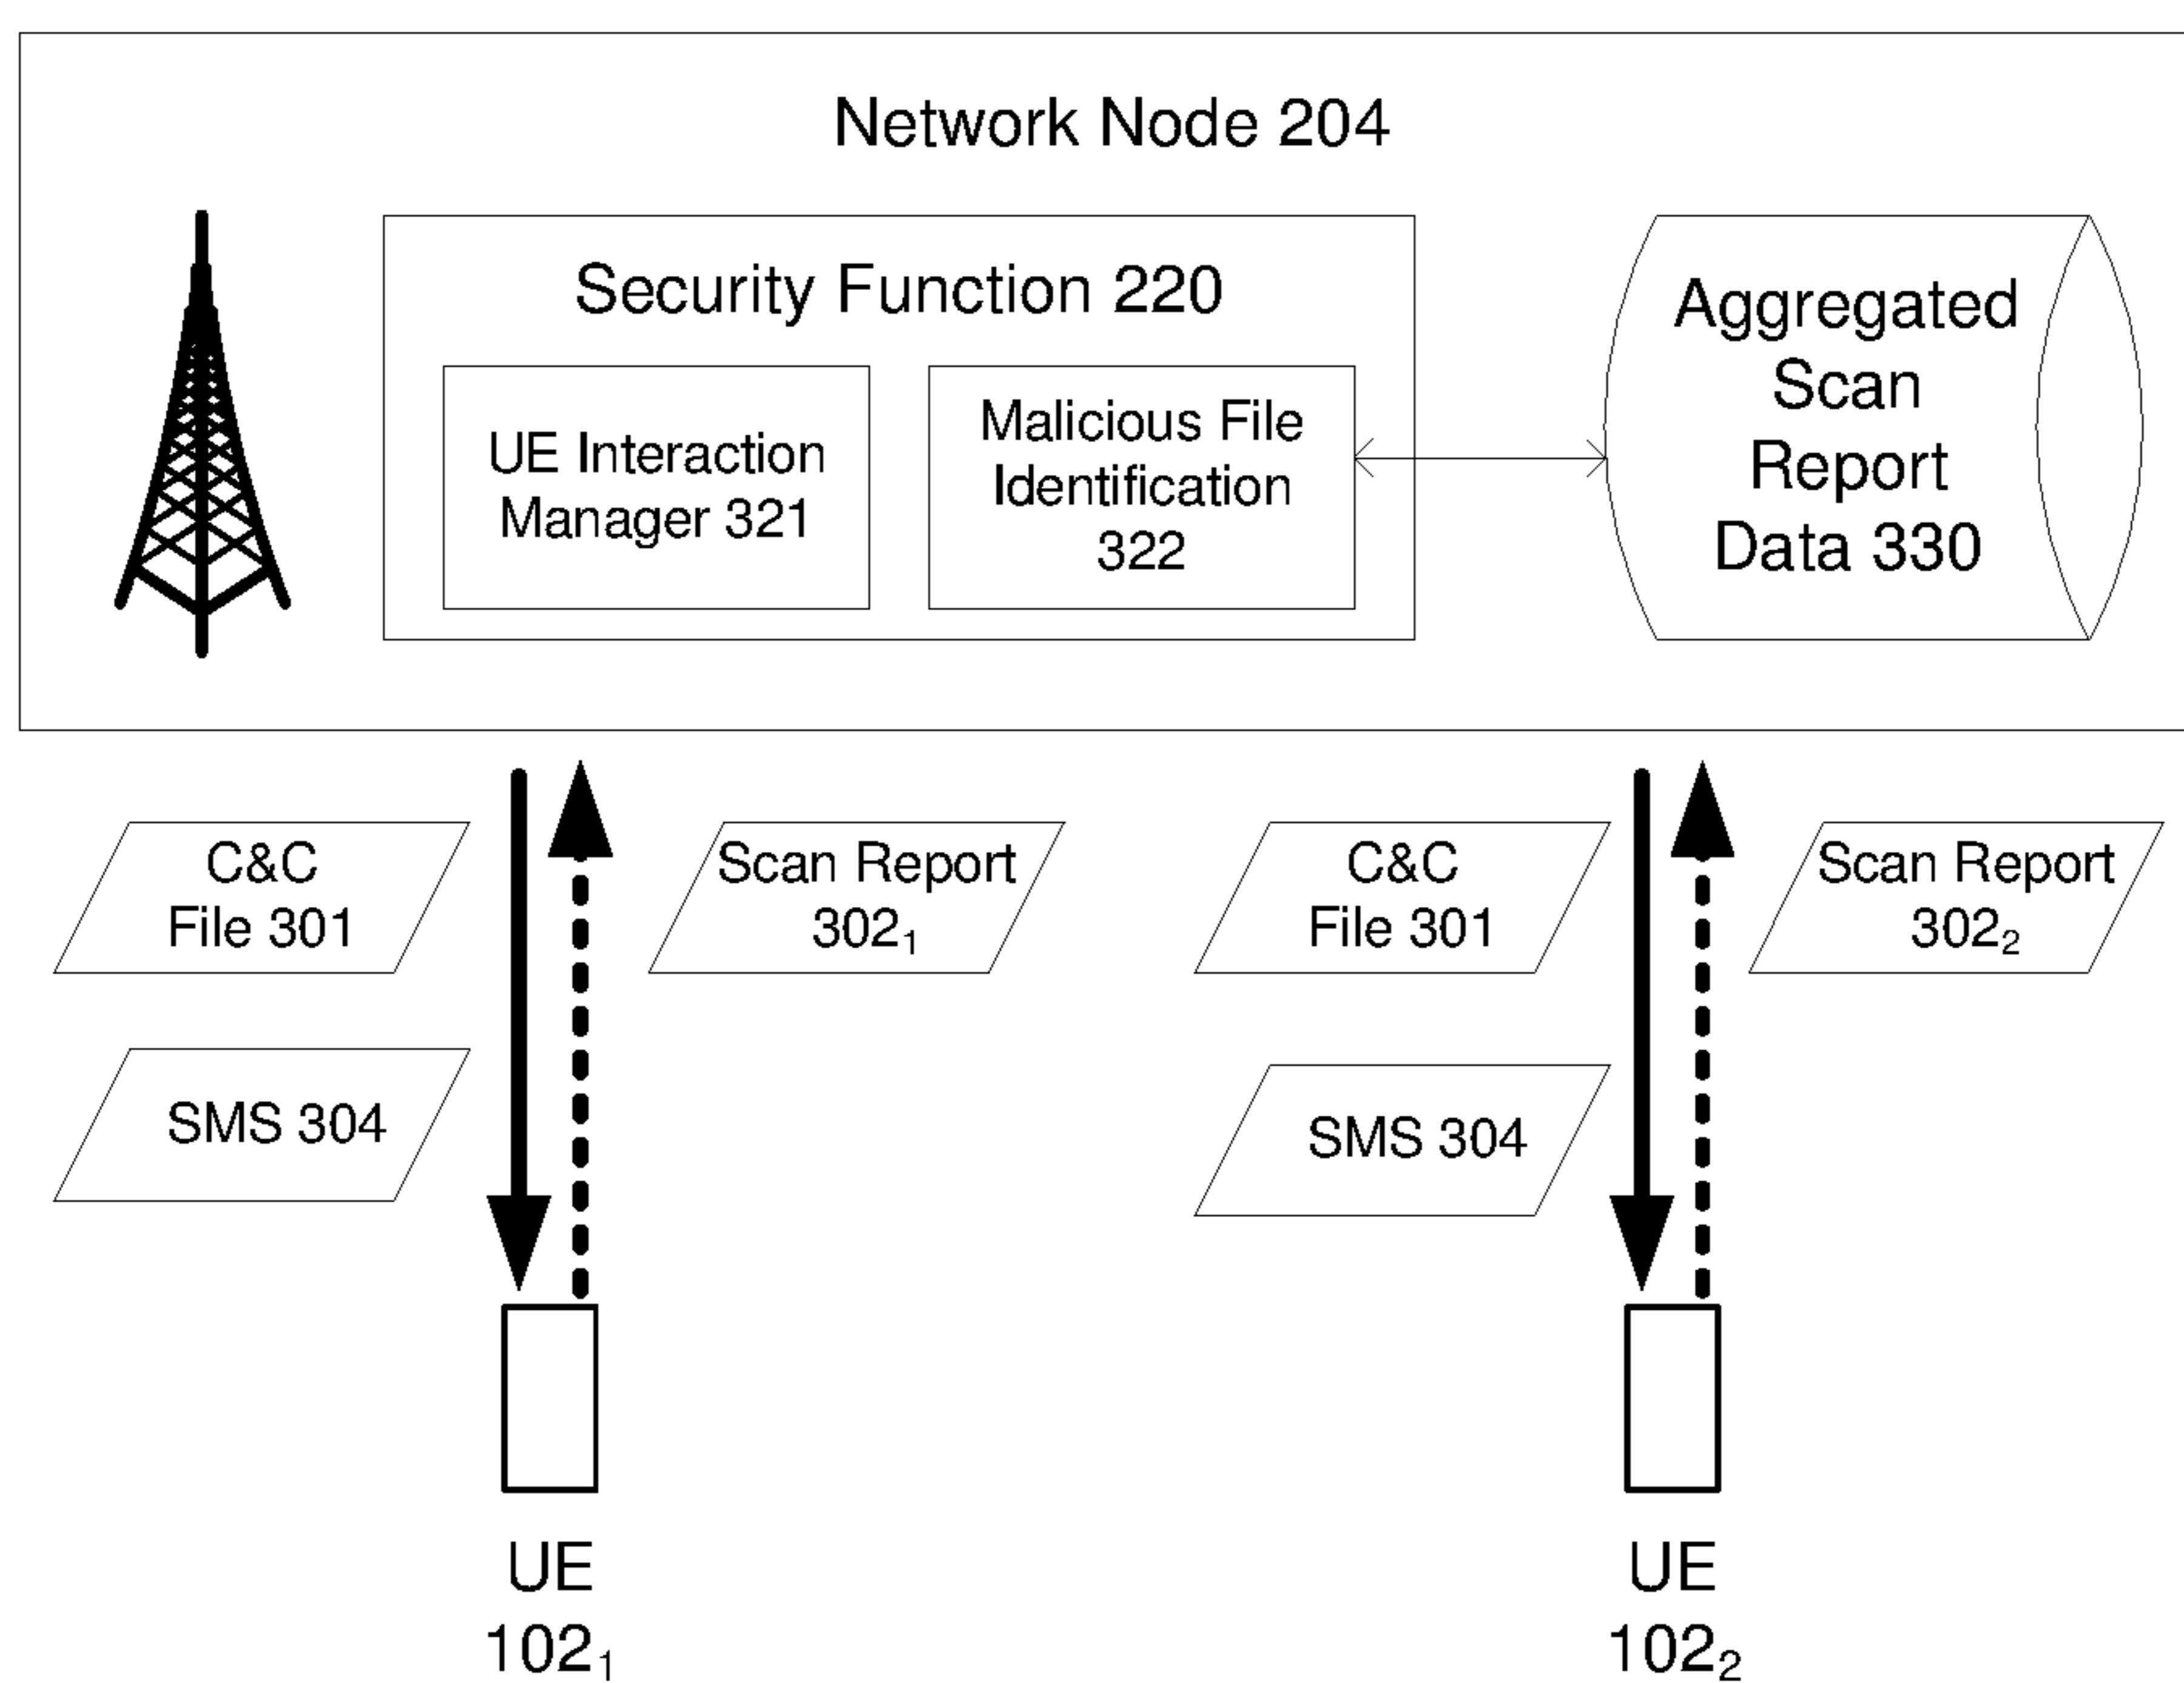 Network Node 204
Security Function 220
UE Interaction
Manager 321
Malicious File
Identification
322
Aggregated
Scan
Report
Data 330
C&C
File 301
Scan Report
302₁
C&C
File 301
Scan Report
302₂
SMS 304
SMS 304
UE
102₁
UE
102₂